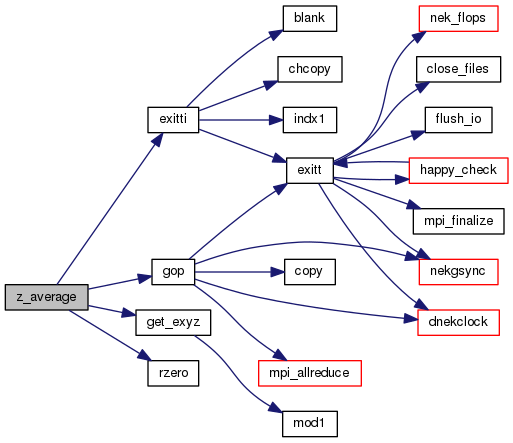 blank
nek_flops
chcopy
close_files
exitti
indx1
flush_io
exitt
happy_check
mpi_finalize
gop
copy
nekgsync
z_average
get_exyz
dnekclock
rzero
mpi_allreduce
mod1